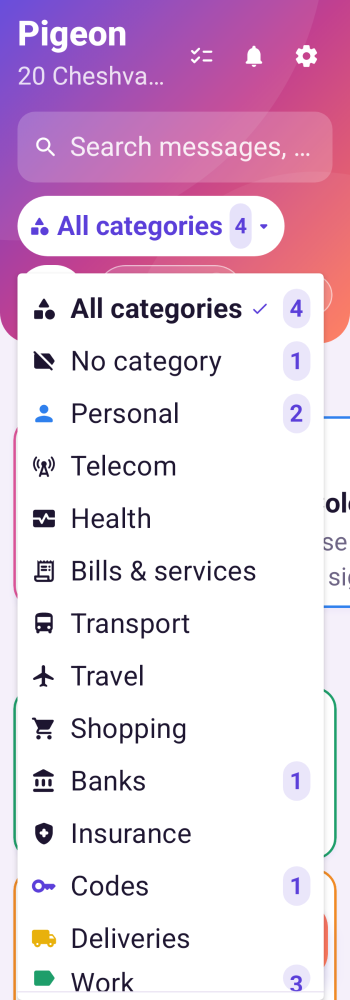 Pigeon
20 Cheshva...
Search messages, ...
All categories 4
All categories 4
No category 1
Personal 2
Telecom
Health
Bills & services
Transport
Travel
Shopping
Banks 1
Insurance
Codes 1
Deliveries
Work 3